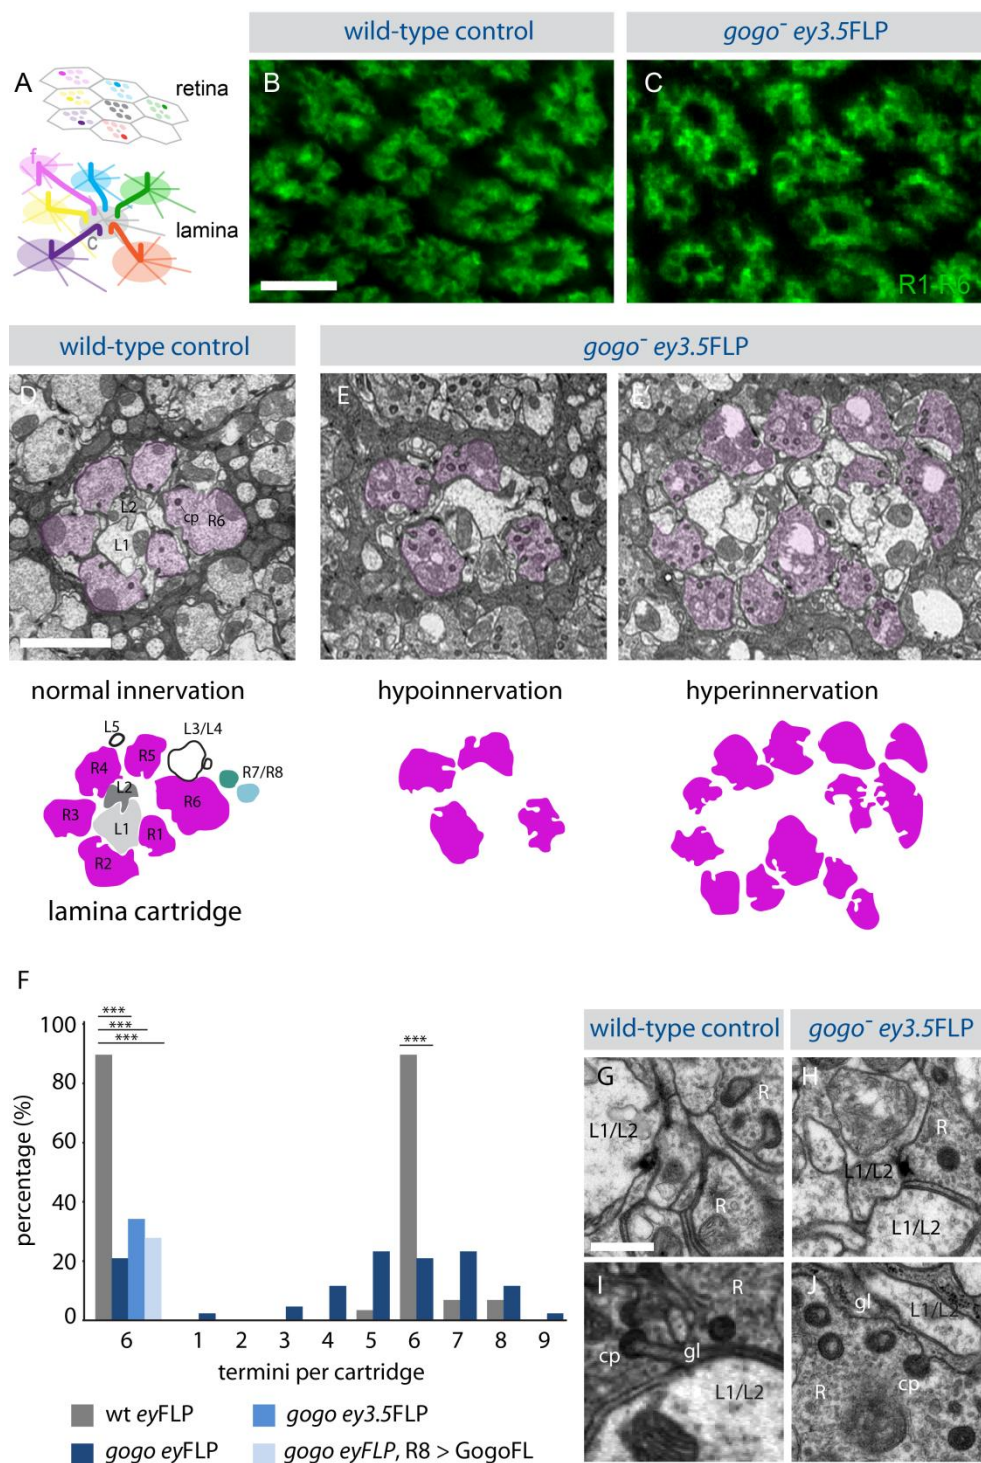 wild-type control
gogo⁻ ey3.5FLP
A
retina
f
lamina
c
B
C
R1-R6
wild-type control
gogo⁻ ey3.5FLP
D
L2
cp
R6
L1
E
E'
normal innervation
hypoinnervation
hyperinnervation
L5
L3/L4
R4
R5
R7/R8
L2
R6
R3
L1
R1
R2
lamina cartridge
F
***
***
***
***
100
80
60
40
20
0
percentage (%)
6
1
2
3
4
5
6
7
8
9
termini per cartridge
wt eyFLP
gogo ey3.5FLP
gogo eyFLP
gogo eyFLP, R8 > GogoFL
wild-type control
gogo⁻ ey3.5FLP
G
R
L1/L2
R
H
R
L1/L2
L1/L2
I
R
cp
gl
L1/L2
J
gl
L1/L2
R
cp